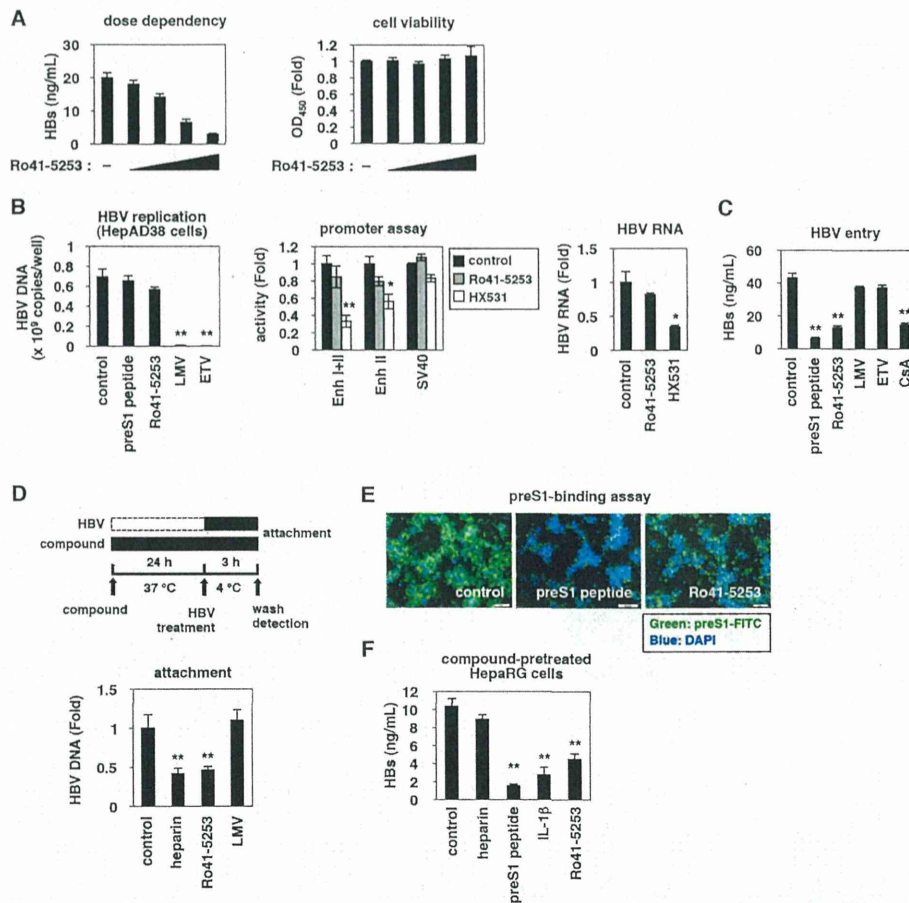 A
dose dependency
HBs (ng/mL)
30
20
10
0
Ro41-5253 : –
cell viability
OD450 (Fold)
1.2
1
0.8
0.6
0.4
0.2
0
Ro41-5253 : –
B
HBV replication
(HepAD38 cells)
HBV DNA
(x 10⁹ copies/well)
1
0.8
0.6
0.4
0.2
0
** **
control
preS1 peptide
Ro41-5253
LMV
ETV
promoter assay
activity (Fold)
1.2
1
0.8
0.6
0.4
0.2
0
**
*
Enh I+II
Enh II
SV40
control
Ro41-5253
HX531
HBV RNA
HBV RNA (Fold)
1.5
1
0.5
0
*
control
Ro41-5253
HX531
C
HBV entry
HBs (ng/mL)
60
40
20
0
** ** **
control
preS1 peptide
Ro41-5253
LMV
ETV
CsA
D
HBV
compound
attachment
24 h 3 h
37 °C 4 °C
compound
HBV
treatment
wash
detection
attachment
HBV DNA (Fold)
1.5
1
0.5
0
** **
control
heparin
Ro41-5253
LMV
E
preS1-binding assay
control
preS1 peptide
Ro41-5253
Green: preS1-FITC
Blue: DAPI
F
compound-pretreated
HepaRG cells
HBs (ng/mL)
12
10
8
6
4
2
0
** ** **
control
heparin
preS1 peptide
IL-1β
Ro41-5253